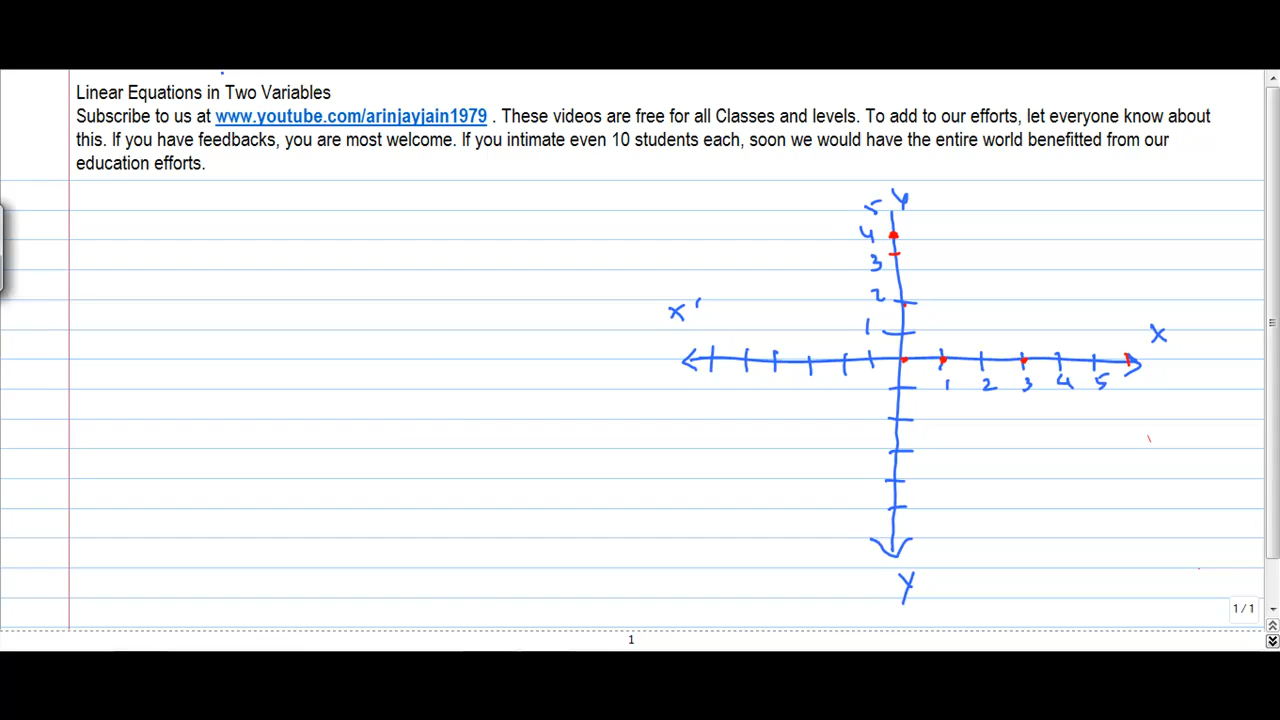 Linear Equations in Two Variables
Subscribe to us at www.youtube.com/arinjayjain1979 . These videos are free for all Classes and levels. To add to our efforts, let everyone know about
this. If you have feedbacks, you are most welcome. If you intimate even 10 students each, soon we would have the entire world benefitted from our
education efforts.
5 Y
4
3
2
X'
1
X
1 2 3 4 5
Y
1 / 1
1